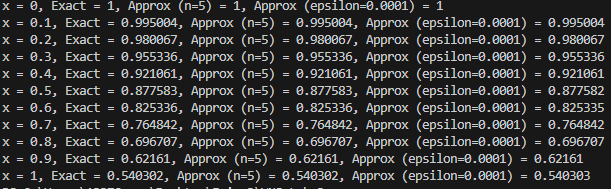 x = 0, Exact = 1, Approx (n=5) = 1, Approx (epsilon=0.0001) = 1
x = 0.1, Exact = 0.995004, Approx (n=5) = 0.995004, Approx (epsilon=0.0001) = 0.995004
x = 0.2, Exact = 0.980067, Approx (n=5) = 0.980067, Approx (epsilon=0.0001) = 0.980067
x = 0.3, Exact = 0.955336, Approx (n=5) = 0.955336, Approx (epsilon=0.0001) = 0.955336
x = 0.4, Exact = 0.921061, Approx (n=5) = 0.921061, Approx (epsilon=0.0001) = 0.921061
x = 0.5, Exact = 0.877583, Approx (n=5) = 0.877583, Approx (epsilon=0.0001) = 0.877582
x = 0.6, Exact = 0.825336, Approx (n=5) = 0.825336, Approx (epsilon=0.0001) = 0.825335
x = 0.7, Exact = 0.764842, Approx (n=5) = 0.764842, Approx (epsilon=0.0001) = 0.764842
x = 0.8, Exact = 0.696707, Approx (n=5) = 0.696707, Approx (epsilon=0.0001) = 0.696707
x = 0.9, Exact = 0.62161, Approx (n=5) = 0.62161, Approx (epsilon=0.0001) = 0.62161
x = 1, Exact = 0.540302, Approx (n=5) = 0.540302, Approx (epsilon=0.0001) = 0.540303